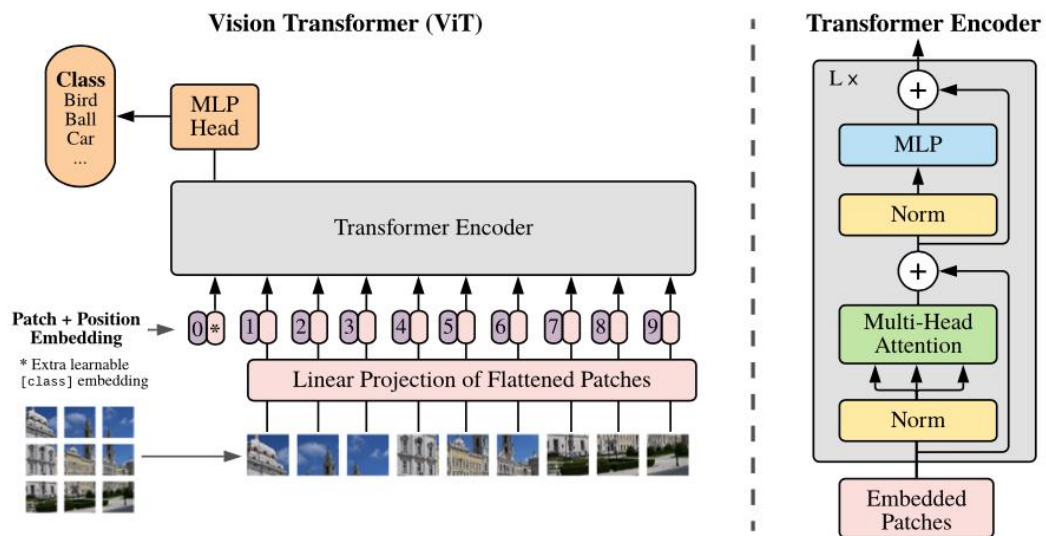 Vision Transformer (ViT)
Class
Bird
Ball
Car
...
MLP
Head
Transformer Encoder
Patch + Position
Embedding
0 * 1 2 3 4 5 6 7 8 9
* Extra learnable
[class] embedding
Linear Projection of Flattened Patches
Transformer Encoder
L ×
+
MLP
Norm
+
Multi-Head
Attention
Norm
Embedded
Patches